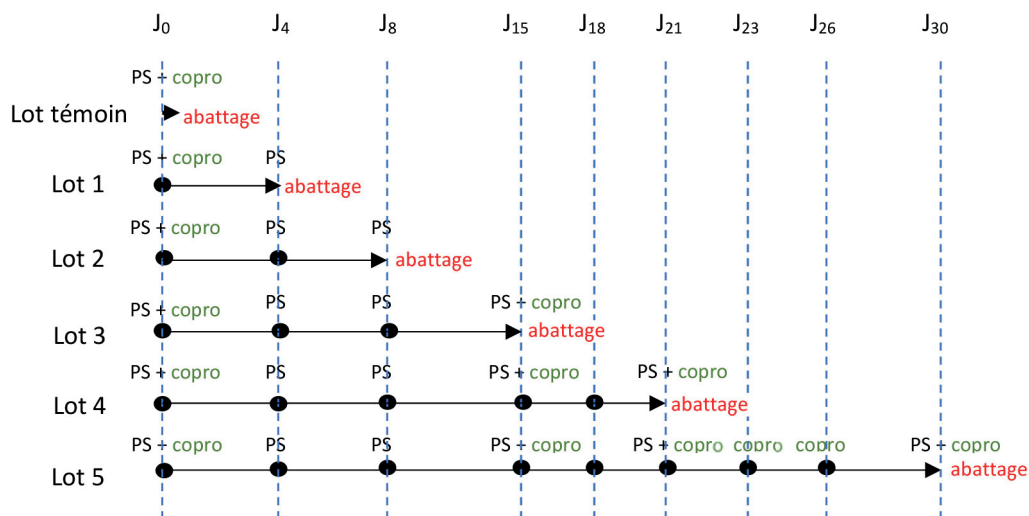 J0 J4 J8 J15 J18 J21 J23 J26 J30
PS + copro
Lot témoin abattage
PS + copro PS
Lot 1 abattage
PS + copro PS PS
Lot 2 abattage
PS + copro PS PS PS + copro
Lot 3 abattage
PS + copro PS PS PS + copro PS + copro
Lot 4 abattage
PS + copro PS PS PS + copro PS + copro copro copro PS + copro
Lot 5 abattage